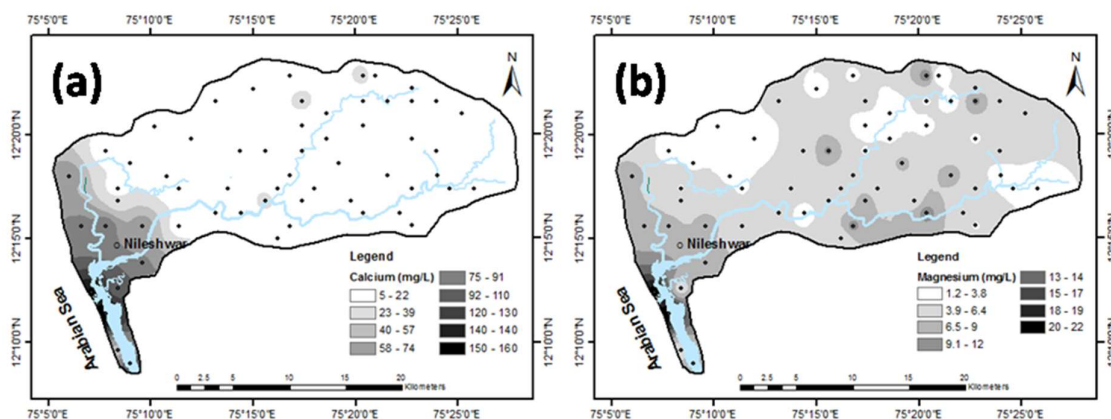 75°5'0"E 75°10'0"E 75°15'0"E 75°20'0"E 75°25'0"E
(a)
N
12°20'0"N
12°15'0"N
12°10'0"N
Nileshwar
Arabian Sea
Legend
Calcium (mg/L)
5 - 22
23 - 39
40 - 57
58 - 74
75 - 91
92 - 110
120 - 130
140 - 140
150 - 160
0 2.5 5 10 15 20
Kilometers
75°5'0"E 75°10'0"E 75°15'0"E 75°20'0"E 75°25'0"E
75°5'0"E 75°10'0"E 75°15'0"E 75°20'0"E 75°25'0"E
(b)
N
12°20'0"N
12°15'0"N
12°10'0"N
Nileshwar
Arabian Sea
Legend
Magnesium (mg/L)
1.2 - 3.8
3.9 - 6.4
6.5 - 9
9.1 - 12
13 - 14
15 - 17
18 - 19
20 - 22
0 2.5 5 10 15 20
Kilometers
75°5'0"E 75°10'0"E 75°15'0"E 75°20'0"E 75°25'0"E